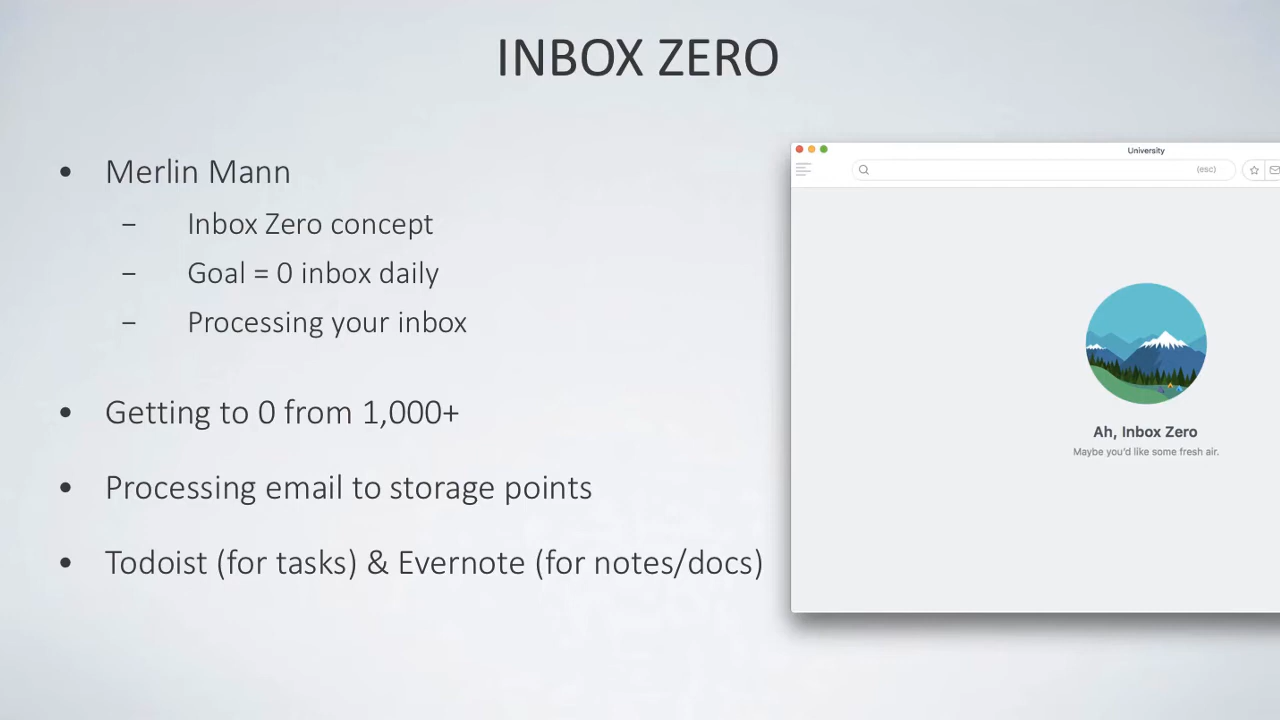 INBOX ZERO
• Merlin Mann
– Inbox Zero concept
– Goal = 0 inbox daily
– Processing your inbox
• Getting to 0 from 1,000+
• Processing email to storage points
• Todoist (for tasks) & Evernote (for notes/docs)
University
(esc)
Ah, Inbox Zero
Maybe you'd like some fresh air.